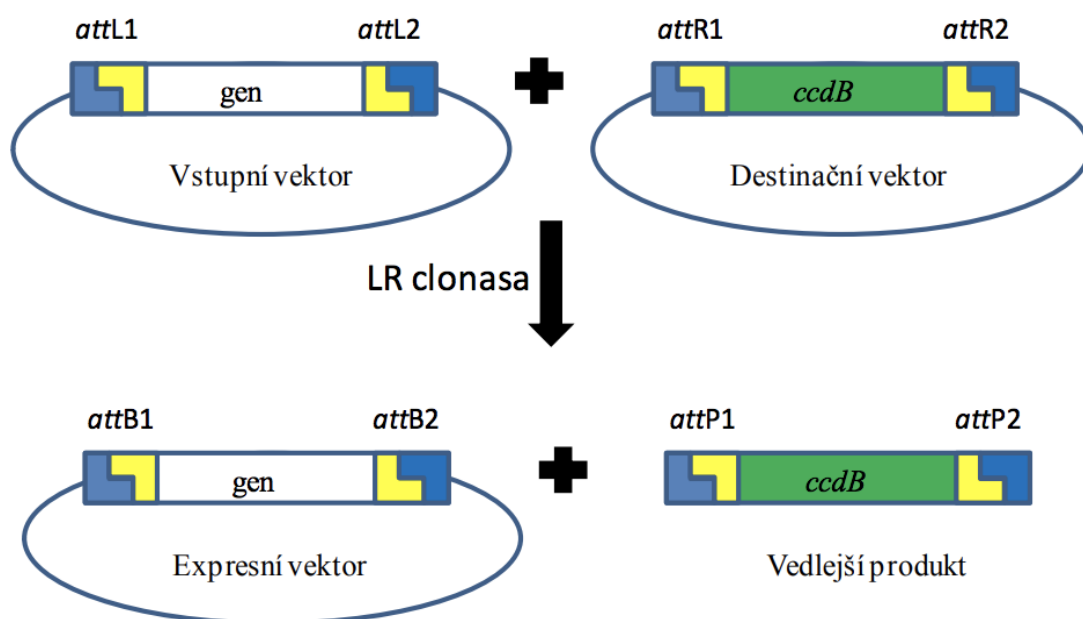 attL1 attL2 attR1 attR2
gen ccdB
Vstupní vektor Destinační vektor
LR clonasa
attB1 attB2 attP1 attP2
gen ccdB
Expresní vektor Vedlejší produkt